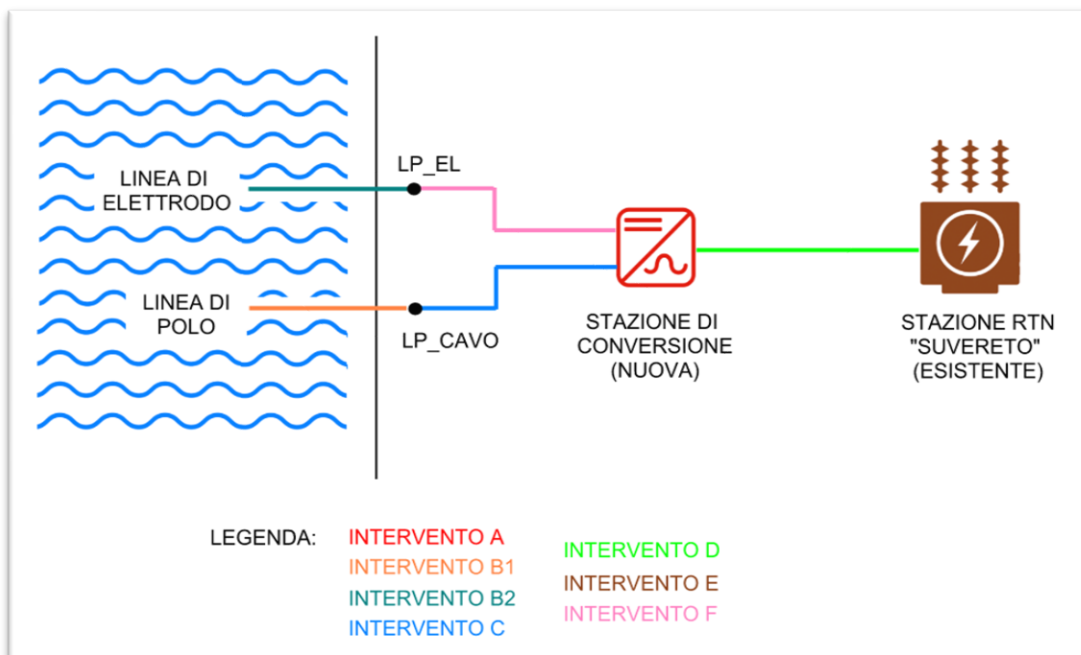 LP_EL
LINEA DI
ELETTRODO
LINEA DI
POLO
LP_CAVO
STAZIONE DI
CONVERSIONE
(NUOVA)
STAZIONE RTN
"SUVERETO"
(ESISTENTE)
LEGENDA:
INTERVENTO A
INTERVENTO B1
INTERVENTO B2
INTERVENTO C
INTERVENTO D
INTERVENTO E
INTERVENTO F